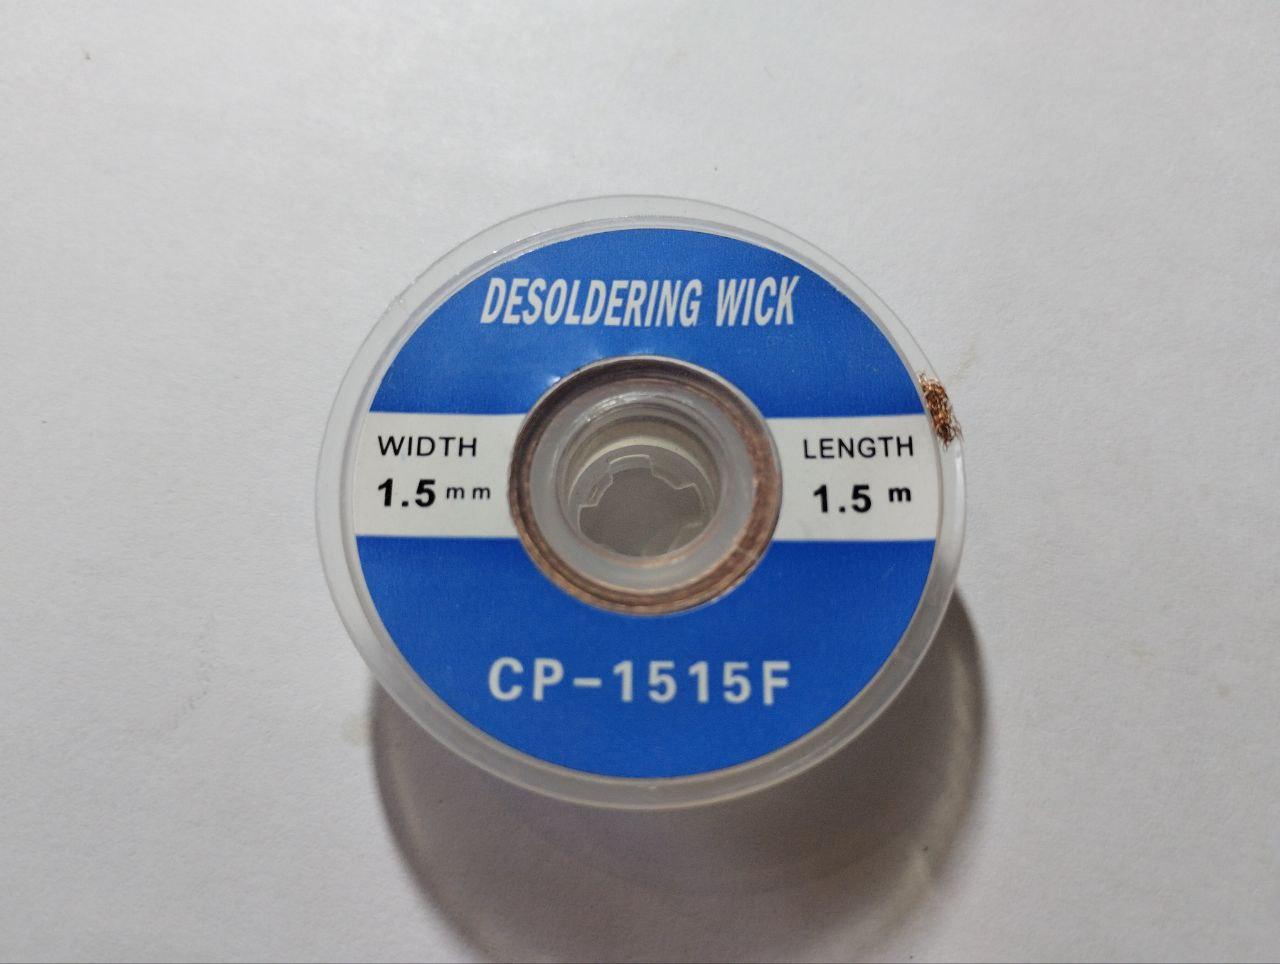 DESOLDERING WICK
WIDTH
1.5 mm
LENGTH
1.5 m
CP-1515F